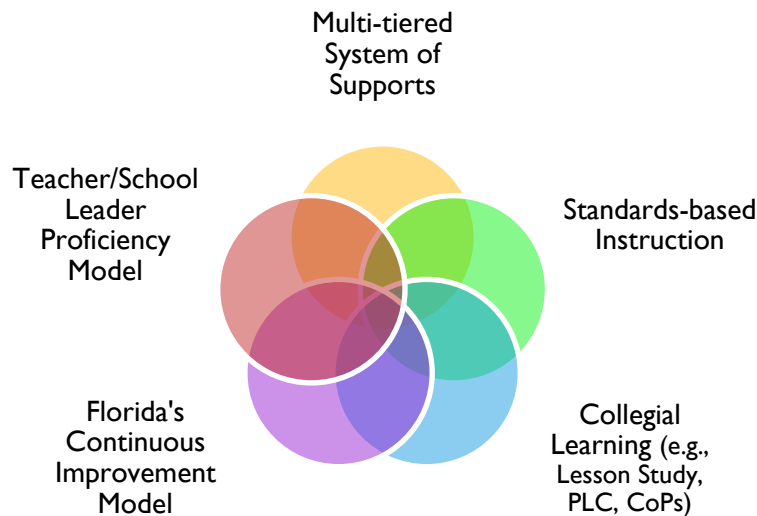 Multi-tiered
System of
Supports
Teacher/School
Leader
Proficiency
Model
Standards-based
Instruction
Florida's
Continuous
Improvement
Model
Collegial
Learning (e.g.,
Lesson Study,
PLC, CoPs)